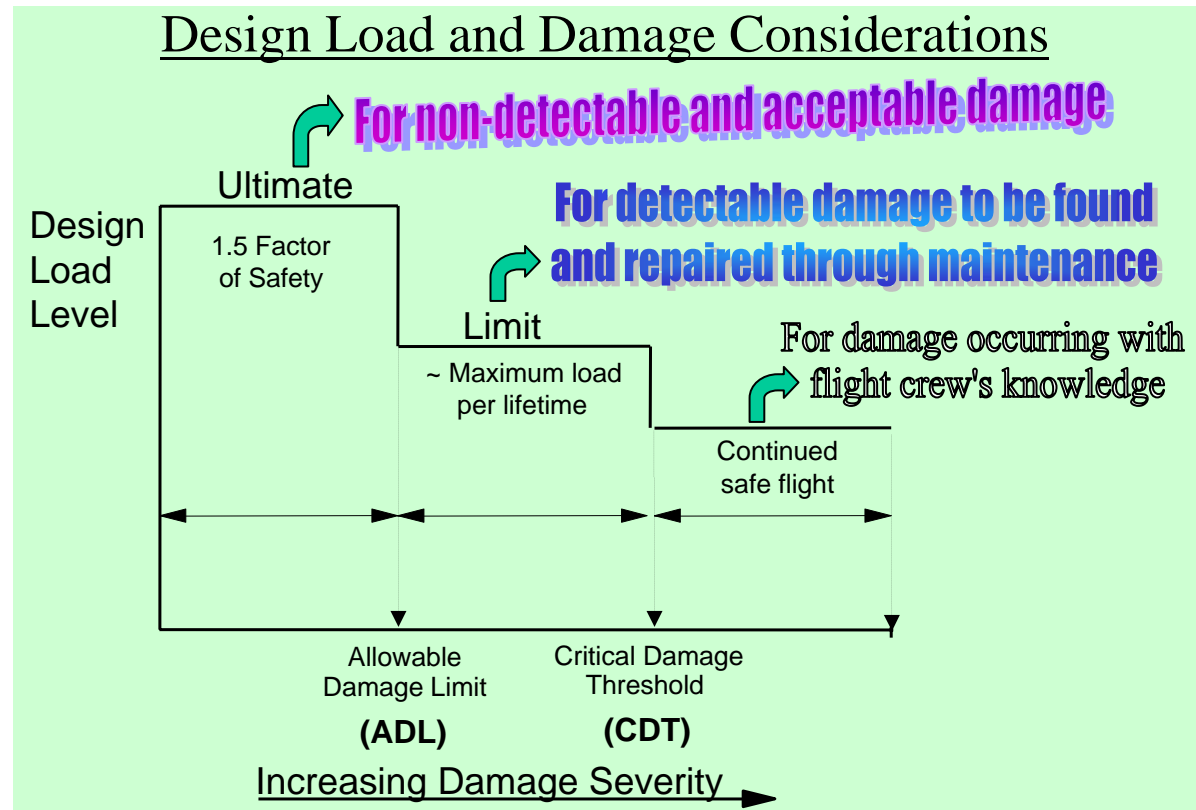 Design Load and Damage Considerations
For non-detectable and acceptable damage
Ultimate
Design
Load
Level
1.5 Factor
of Safety
For detectable damage to be found
and repaired through maintenance
Limit
~ Maximum load
per lifetime
For damage occurring with
flight crew's knowledge
Continued
safe flight
Allowable
Damage Limit
(ADL)
Critical Damage
Threshold
(CDT)
Increasing Damage Severity